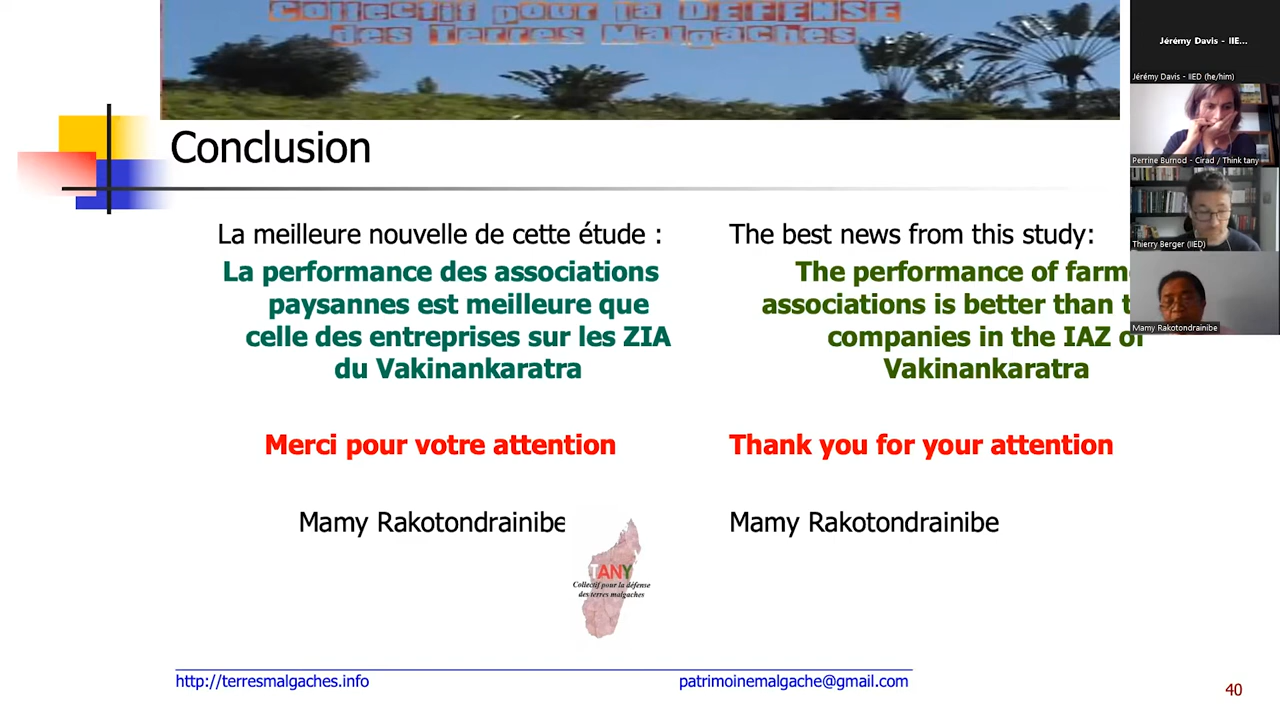 Collectif pour la DEFENSE
des Terres Malgaches
Conclusion
La meilleure nouvelle de cette étude :
La performance des associations
paysannes est meilleure que
celle des entreprises sur les ZIA
du Vakinankaratra
Merci pour votre attention
Mamy Rakotondrainibe
The best news from this study:
The performance of farm
associations is better than
companies in the IAZ of
Vakinankaratra
Thank you for your attention
Mamy Rakotondrainibe
TANY
Collectif pour la défense
des terres malgaches
http://terresmalgaches.info
patrimoinemalgache@gmail.com
40
Jérémy Davis - IIE...
Jérémy Davis - IIED (he/him)
Perrine Burnod - Cirad / Think tany
Thierry Berger (IIED)
Mamy Rakotondrainibe